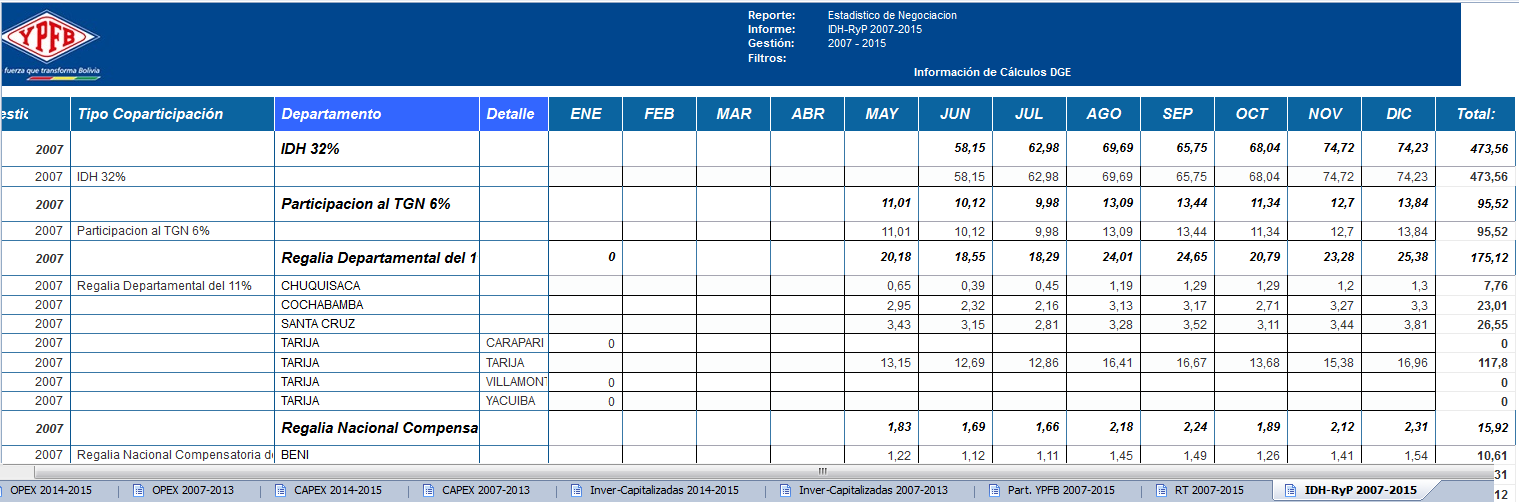 YPFB
fuerza que transforma Bolivia
Reporte: Estadistico de Negociacion
Informe: IDH-RyP 2007-2015
Gestión: 2007 - 2015
Filtros:
Información de Cálculos DGE
estic Tipo Coparticipación Departamento Detalle ENE FEB MAR ABR MAY JUN JUL AGO SEP OCT NOV DIC Total:
2007 IDH 32% 58,15 62,98 69,69 65,75 68,04 74,72 74,23 473,56
2007 IDH 32% 58,15 62,98 69,69 65,75 68,04 74,72 74,23 473,56
2007 Participacion al TGN 6% 11,01 10,12 9,98 13,09 13,44 11,34 12,7 13,84 95,52
2007 Participacion al TGN 6% 11,01 10,12 9,98 13,09 13,44 11,34 12,7 13,84 95,52
2007 Regalia Departamental del 1 0 20,18 18,55 18,29 24,01 24,65 20,79 23,28 25,38 175,12
2007 Regalia Departamental del 11% CHUQUISACA 0,65 0,39 0,45 1,19 1,29 1,29 1,2 1,3 7,76
2007 COCHABAMBA 2,95 2,32 2,16 3,13 3,17 2,71 3,27 3,3 23,01
2007 SANTA CRUZ 3,43 3,15 2,81 3,28 3,52 3,11 3,44 3,81 26,55
2007 TARIJA CARAPARI 0 0
2007 TARIJA TARIJA 13,15 12,69 12,86 16,41 16,67 13,68 15,38 16,96 117,8
2007 TARIJA VILLAMONT 0 0
2007 TARIJA YACUIBA 0 0
2007 Regalia Nacional Compensa 1,83 1,69 1,66 2,18 2,24 1,89 2,12 2,31 15,92
2007 Regalia Nacional Compensatoria de BENI 1,22 1,12 1,11 1,45 1,49 1,26 1,41 1,54 10,61
31
OPEX 2014-2015 OPEX 2007-2013 CAPEX 2014-2015 CAPEX 2007-2013 Inver-Capitalizadas 2014-2015 Inver-Capitalizadas 2007-2013 Part. YPFB 2007-2015 RT 2007-2015 IDH-RyP 2007-2015 12